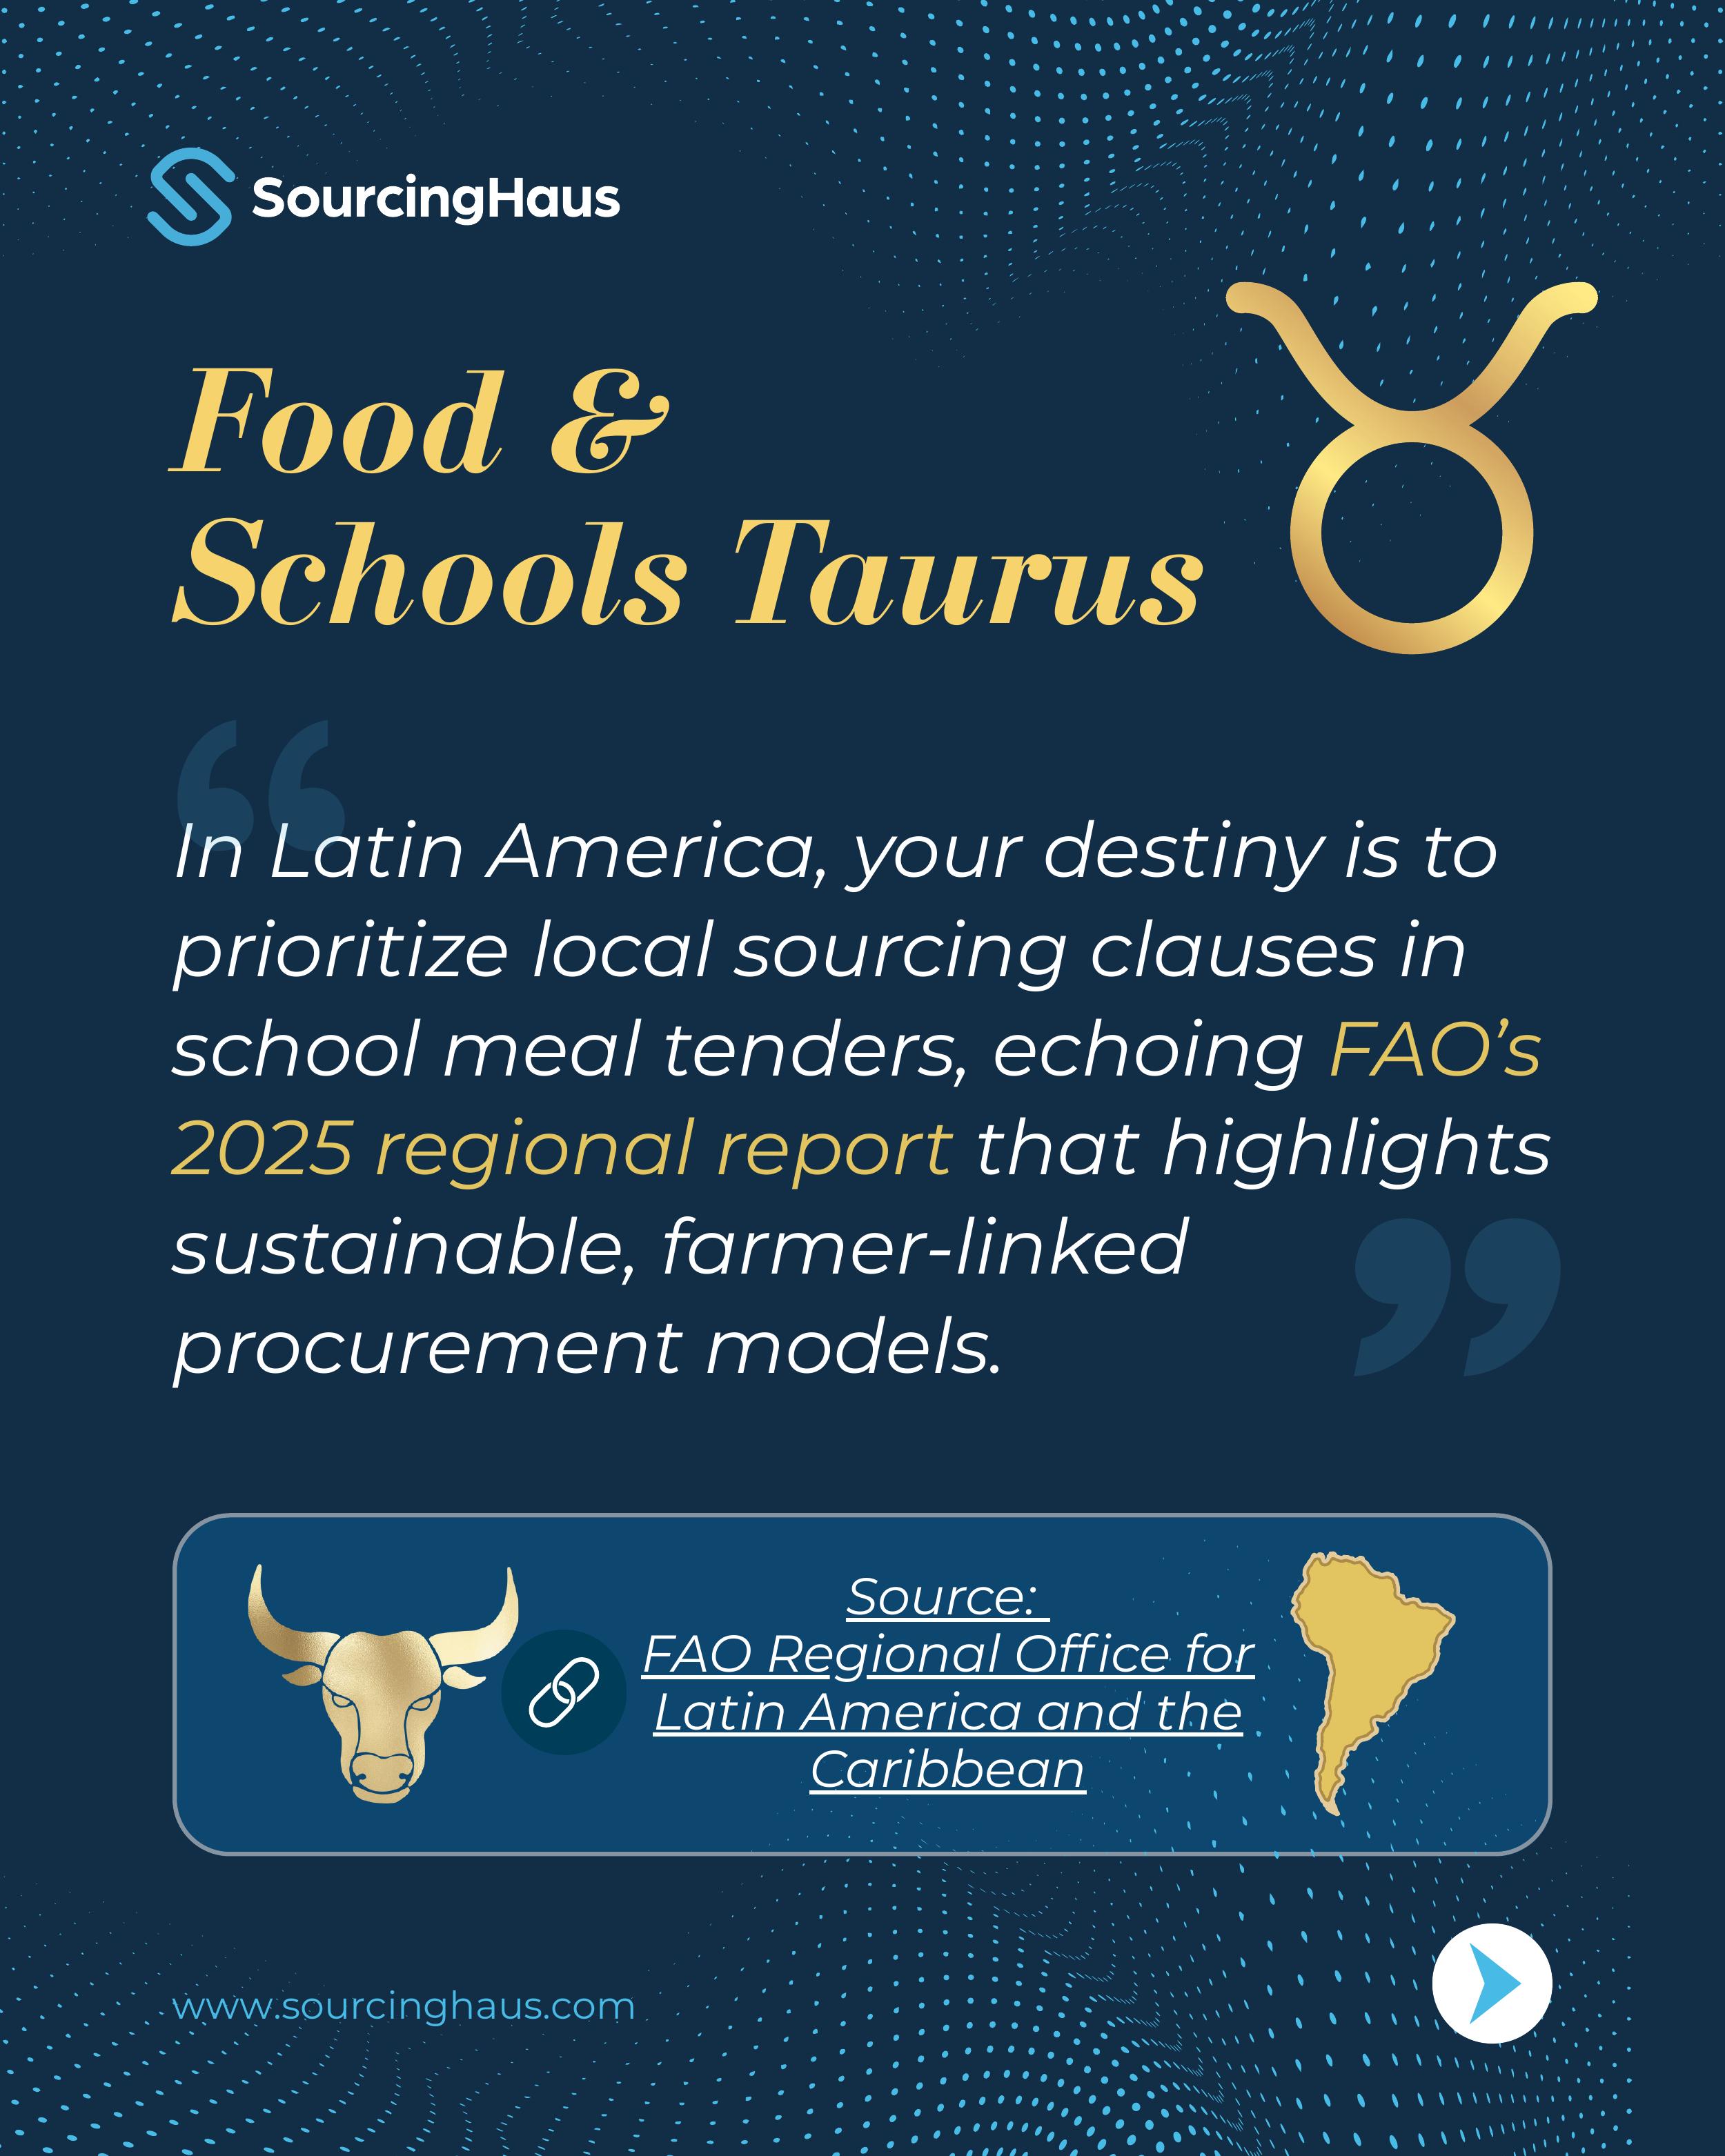 SourcingHaus
Food &
Schools Taurus
“
In Latin America, your destiny is to
prioritize local sourcing clauses in
school meal tenders, echoing FAO’s
2025 regional report that highlights
sustainable, farmer-linked
procurement models.
”
Source:
FAO Regional Office for
Latin America and the
Caribbean
www.sourcinghaus.com